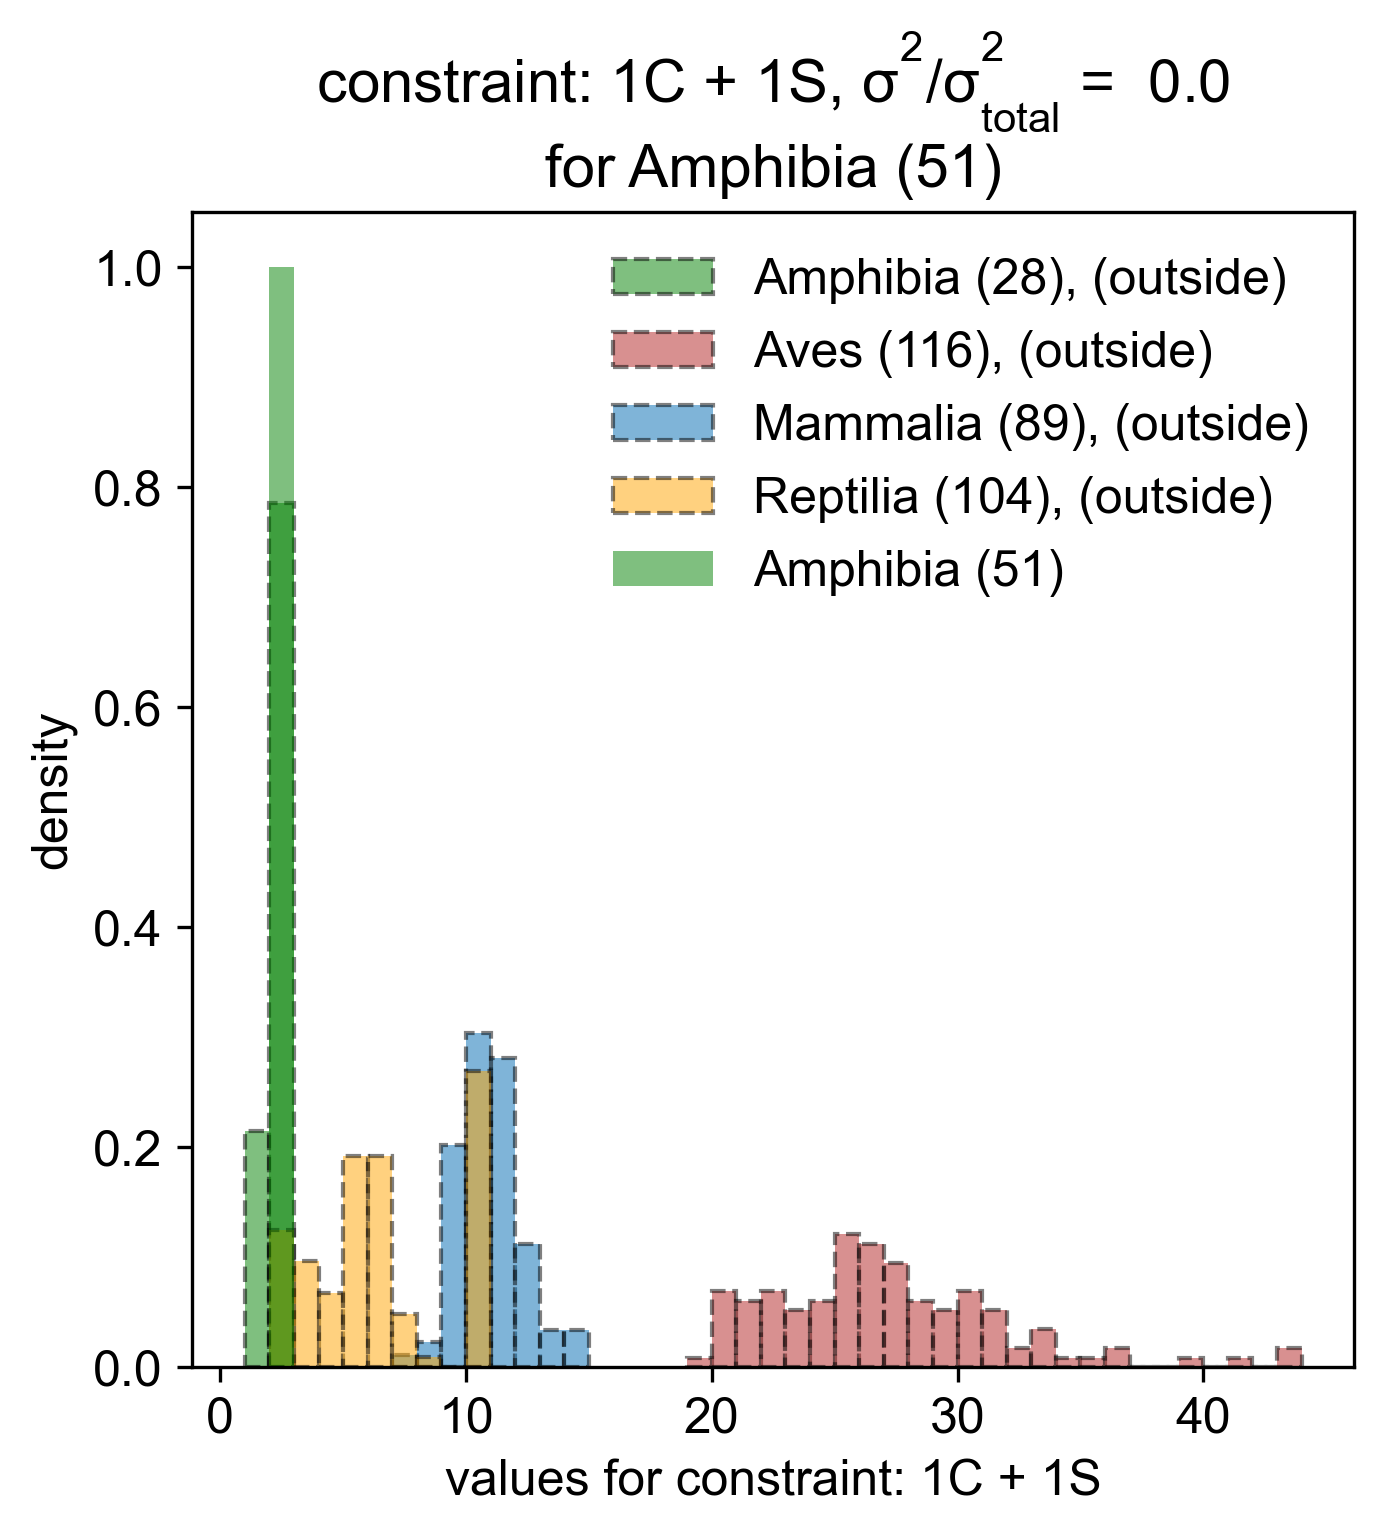 constraint: 1C + 1S, σ²/σ²total = 0.0
for Amphibia (51)
Amphibia (28), (outside)
Aves (116), (outside)
Mammalia (89), (outside)
Reptilia (104), (outside)
Amphibia (51)
1.0
0.8
0.6
0.4
0.2
0.0
density
0 10 20 30 40
values for constraint: 1C + 1S